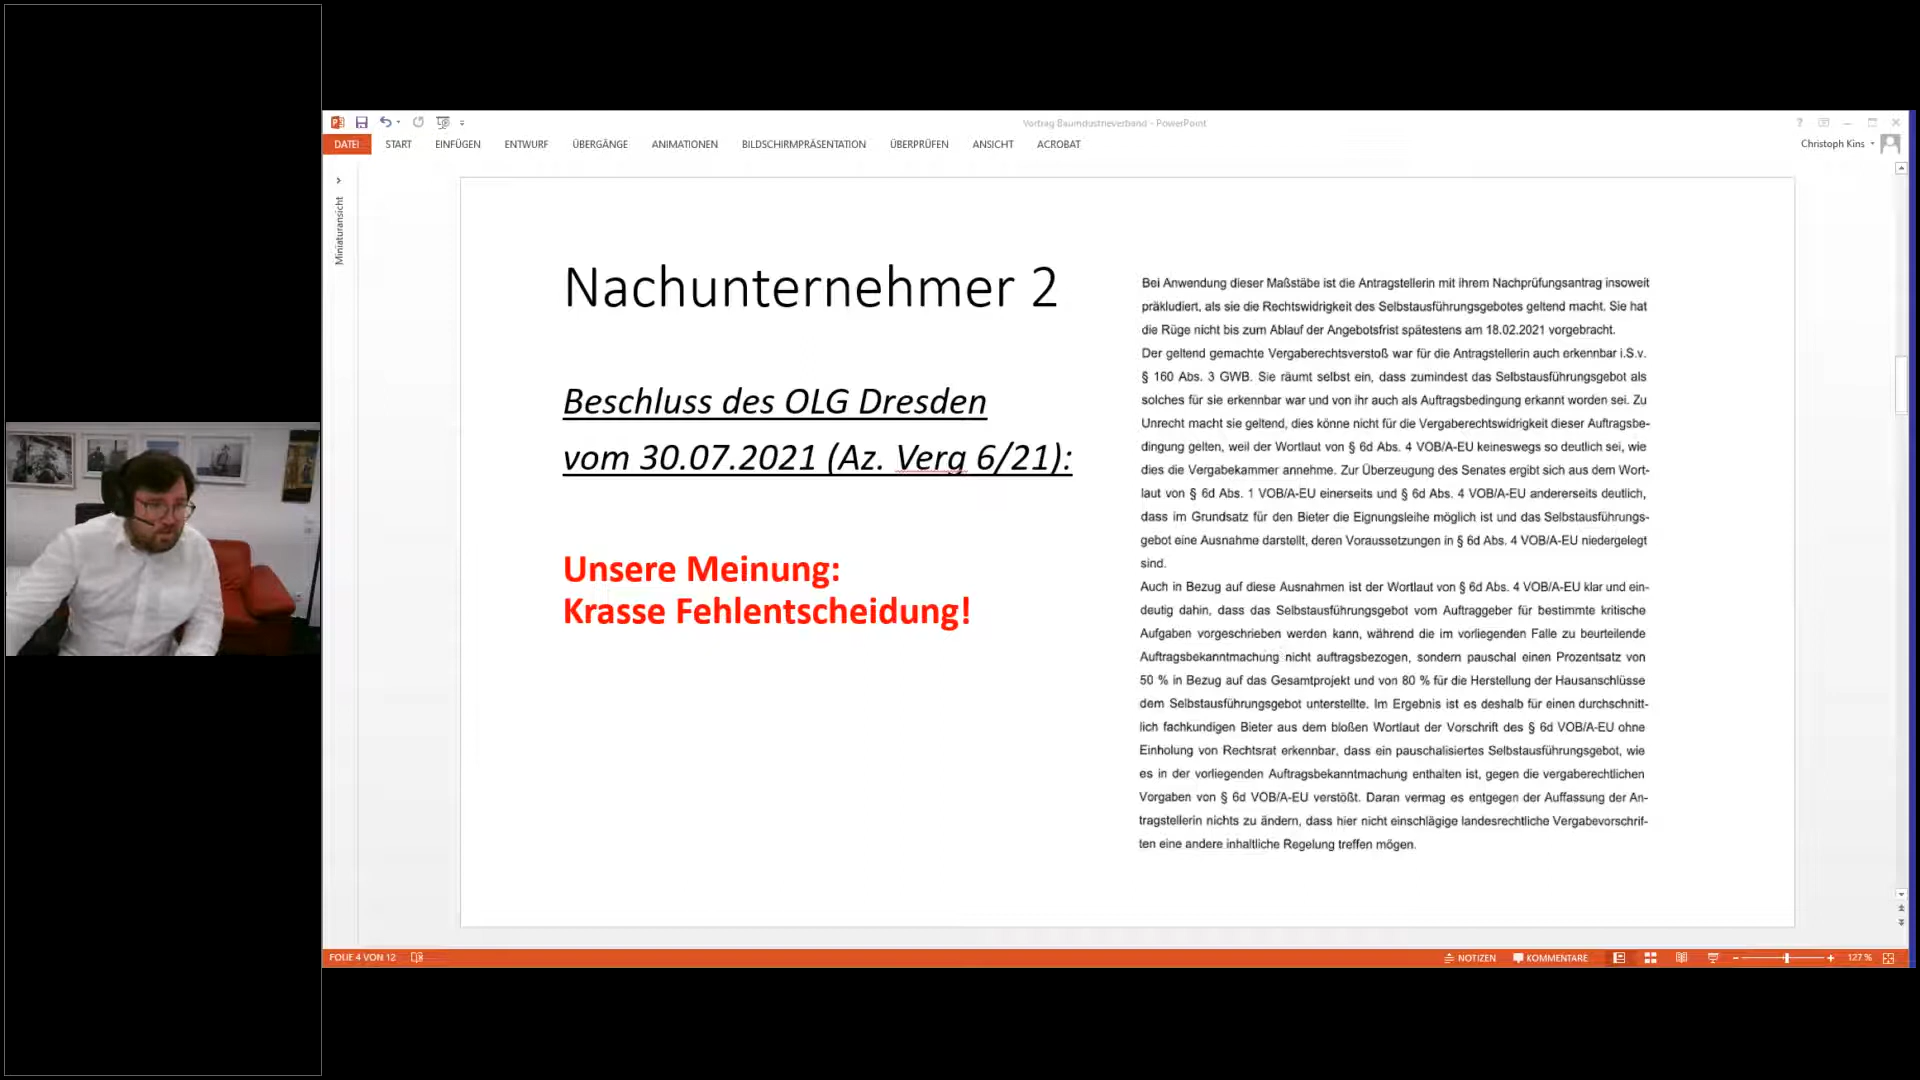 Vortrag Bauindustrieverband - PowerPoint
DATEI START EINFÜGEN ENTWURF ÜBERGÄNGE ANIMATIONEN BILDSCHIRMPRÄSENTATION ÜBERPRÜFEN ANSICHT ACROBAT
Christoph Kins
Miniaturansicht
Nachunternehmer 2
Beschluss des OLG Dresden
vom 30.07.2021 (Az. Verg 6/21):
Unsere Meinung:
Krasse Fehlentscheidung!
Bei Anwendung dieser Maßstäbe ist die Antragstellerin mit ihrem Nachprüfungsantrag insoweit
präkludiert, als sie die Rechtswidrigkeit des Selbstausführungsgebotes geltend macht. Sie hat
die Rüge nicht bis zum Ablauf der Angebotsfrist spätestens am 18.02.2021 vorgebracht.
Der geltend gemachte Vergaberechtsverstoß war für die Antragstellerin auch erkennbar i.S.v.
§ 160 Abs. 3 GWB. Sie räumt selbst ein, dass zumindest das Selbstausführungsgebot als
solches für sie erkennbar war und von ihr auch als Auftragsbedingung erkannt worden sei. Zu
Unrecht macht sie geltend, dies könne nicht für die Vergaberechtswidrigkeit dieser Auftragsbe-
dingung gelten, weil der Wortlaut von § 6d Abs. 4 VOB/A-EU keineswegs so deutlich sei, wie
dies die Vergabekammer annehme. Zur Überzeugung des Senates ergibt sich aus dem Wort-
laut von § 6d Abs. 1 VOB/A-EU einerseits und § 6d Abs. 4 VOB/A-EU andererseits deutlich,
dass im Grundsatz für den Bieter die Eignungsleihe möglich ist und das Selbstausführungs-
gebot eine Ausnahme darstellt, deren Voraussetzungen in § 6d Abs. 4 VOB/A-EU niedergelegt
sind.
Auch in Bezug auf diese Ausnahmen ist der Wortlaut von § 6d Abs. 4 VOB/A-EU klar und ein-
deutig dahin, dass das Selbstausführungsgebot vom Auftraggeber für bestimmte kritische
Aufgaben vorgeschrieben werden kann, während die im vorliegenden Falle zu beurteilende
Auftragsbekanntmachung nicht auftragsbezogen, sondern pauschal einen Prozentsatz von
50 % in Bezug auf das Gesamtprojekt und von 80 % für die Herstellung der Hausanschlüsse
dem Selbstausführungsgebot unterstellte. Im Ergebnis ist es deshalb für einen durchschnitt-
lich fachkundigen Bieter aus dem bloßen Wortlaut der Vorschrift des § 6d VOB/A-EU ohne
Einholung von Rechtsrat erkennbar, dass ein pauschalisiertes Selbstausführungsgebot, wie
es in der vorliegenden Auftragsbekanntmachung enthalten ist, gegen die vergaberechtlichen
Vorgaben von § 6d VOB/A-EU verstößt. Daran vermag es entgegen der Auffassung der An-
tragstellerin nichts zu ändern, dass hier nicht einschlägige landesrechtliche Vergabevorschrif-
ten eine andere inhaltliche Regelung treffen mögen.
FOLIE 4 VON 12 NOTIZEN KOMMENTARE 127 %